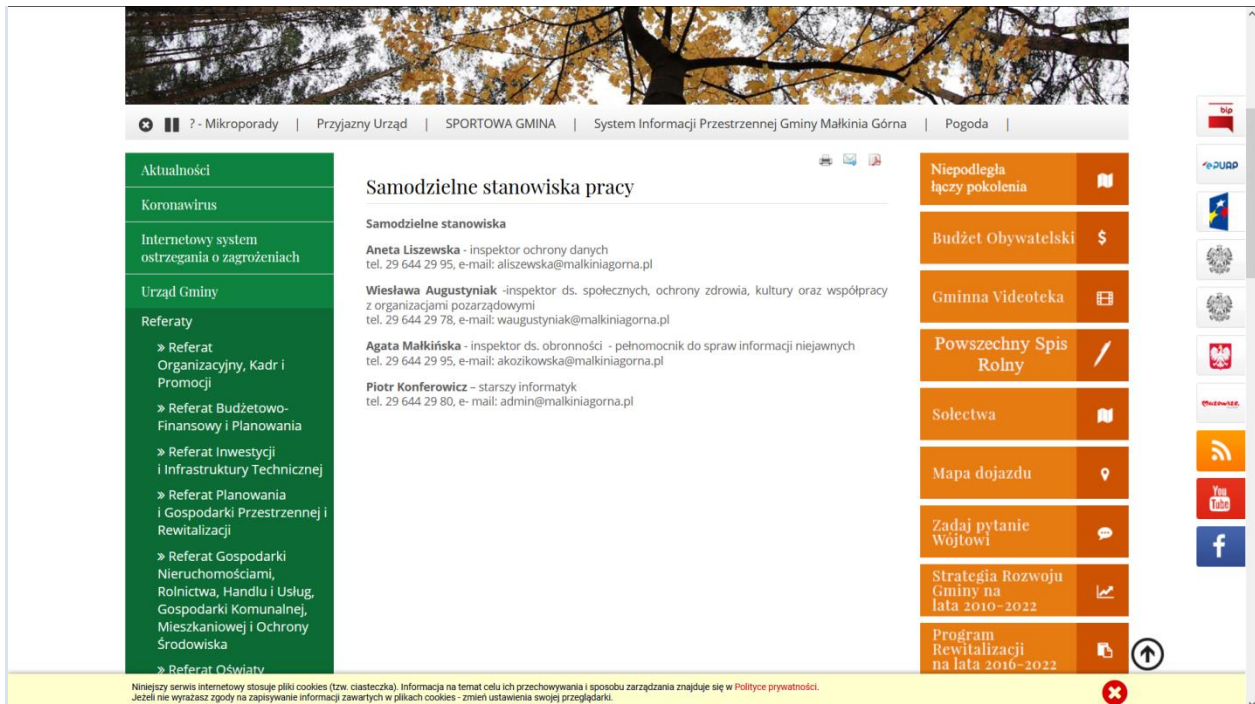 ? - Mikroporady | Przyjazny Urząd | SPORTOWA GMINA | System Informacji Przestrzennej Gminy Małkinia Górna | Pogoda |
Aktualności
Koronawirus
Internetowy system
ostrzegania o zagrożeniach
Urząd Gminy
Referaty
» Referat
Organizacyjny, Kadr i
Promocji
» Referat Budżetowo-
Finansowy i Planowania
» Referat Inwestycji
i Infrastruktury Technicznej
» Referat Planowania
i Gospodarki Przestrzennej i
Rewitalizacji
» Referat Gospodarki
Nieruchomościami,
Rolnictwa, Handlu i Usług,
Gospodarki Komunalnej,
Mieszkaniowej i Ochrony
Środowiska
» Referat Oświaty
Samodzielne stanowiska pracy
Samodzielne stanowiska
Aneta Liszewska - inspektor ochrony danych
tel. 29 644 29 95, e-mail: aliszewska@malkiniagorna.pl
Wiesława Augustyniak -inspektor ds. społecznych, ochrony zdrowia, kultury oraz współpracy
z organizacjami pozarządowymi
tel. 29 644 29 78, e-mail: waugustyniak@malkiniagorna.pl
Agata Małkińska - inspektor ds. obronności - pełnomocnik do spraw informacji niejawnych
tel. 29 644 29 95, e-mail: akozikowska@malkiniagorna.pl
Piotr Konferowicz – starszy informatyk
tel. 29 644 29 80, e- mail: admin@malkiniagorna.pl
Niepodległa
łączy pokolenia
Budżet Obywatelski
$
Gminna Videoteka
Powszechny Spis
Rolny
Sołectwa
Mapa dojazdu
Zadaj pytanie
Wójtowi
Strategia Rozwoju
Gminy na
lata 2010-2022
Program
Rewitalizacji
na lata 2016-2022
bip
ePUAP
Mazowsze.
You
Tube
f
Niniejszy serwis internetowy stosuje pliki cookies (tzw. ciasteczka). Informacja na temat celu ich przechowywania i sposobu zarządzania znajduje się w Polityce prywatności.
Jeżeli nie wyrażasz zgody na zapisywanie informacji zawartych w plikach cookies - zmień ustawienia swojej przeglądarki.